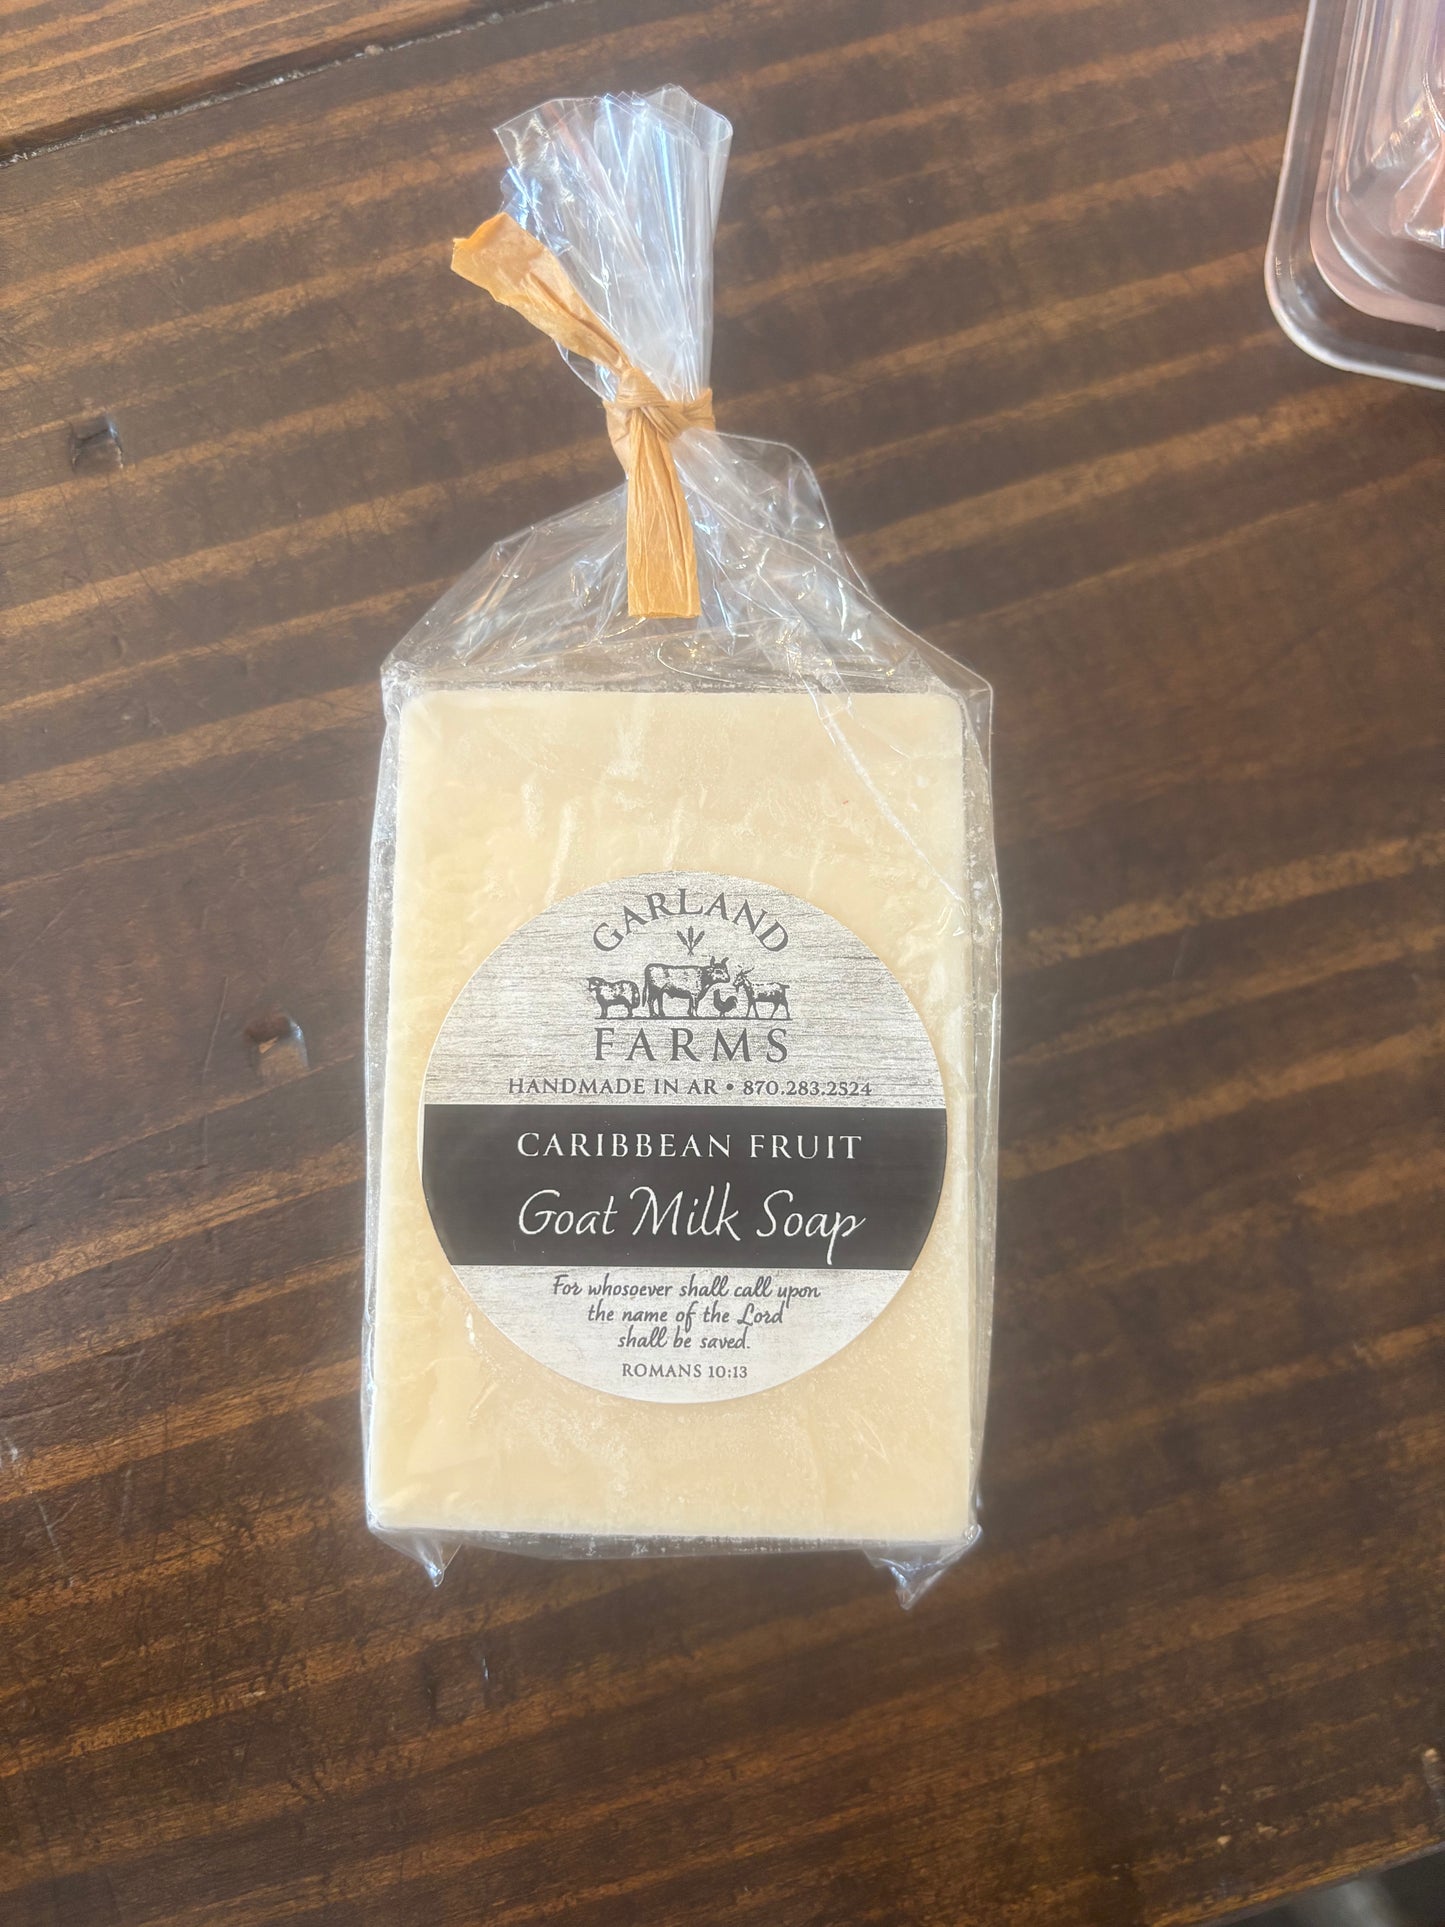 GARLAND
FARMS
HANDMADE IN AR • 870.283.2524
CARIBBEAN FRUIT
Goat Milk Soap
For whosoever shall call upon
the name of the Lord
shall be saved.
ROMANS 10:13